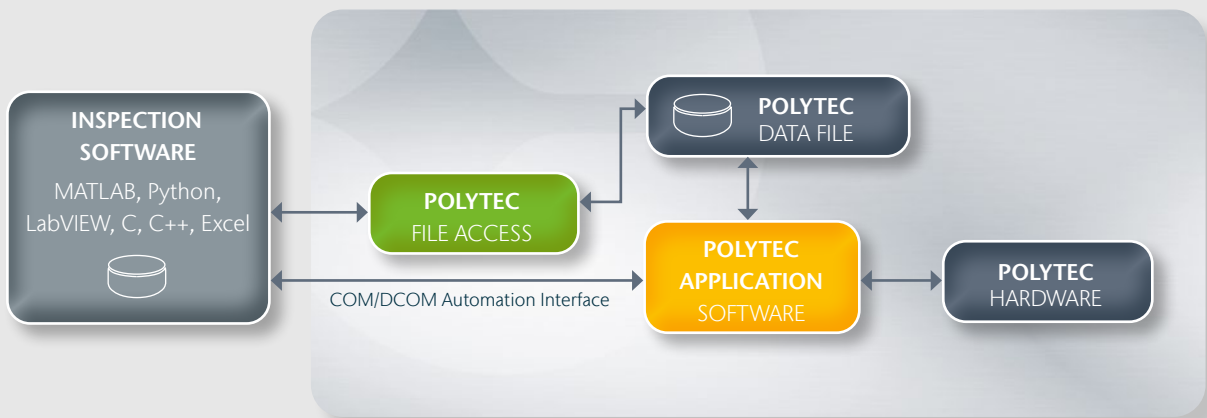 INSPECTION
SOFTWARE
MATLAB, Python,
LabVIEW, C, C++, Excel
POLYTEC
FILE ACCESS
POLYTEC
DATA FILE
COM/DCOM Automation Interface
POLYTEC
APPLICATION
SOFTWARE
POLYTEC
HARDWARE